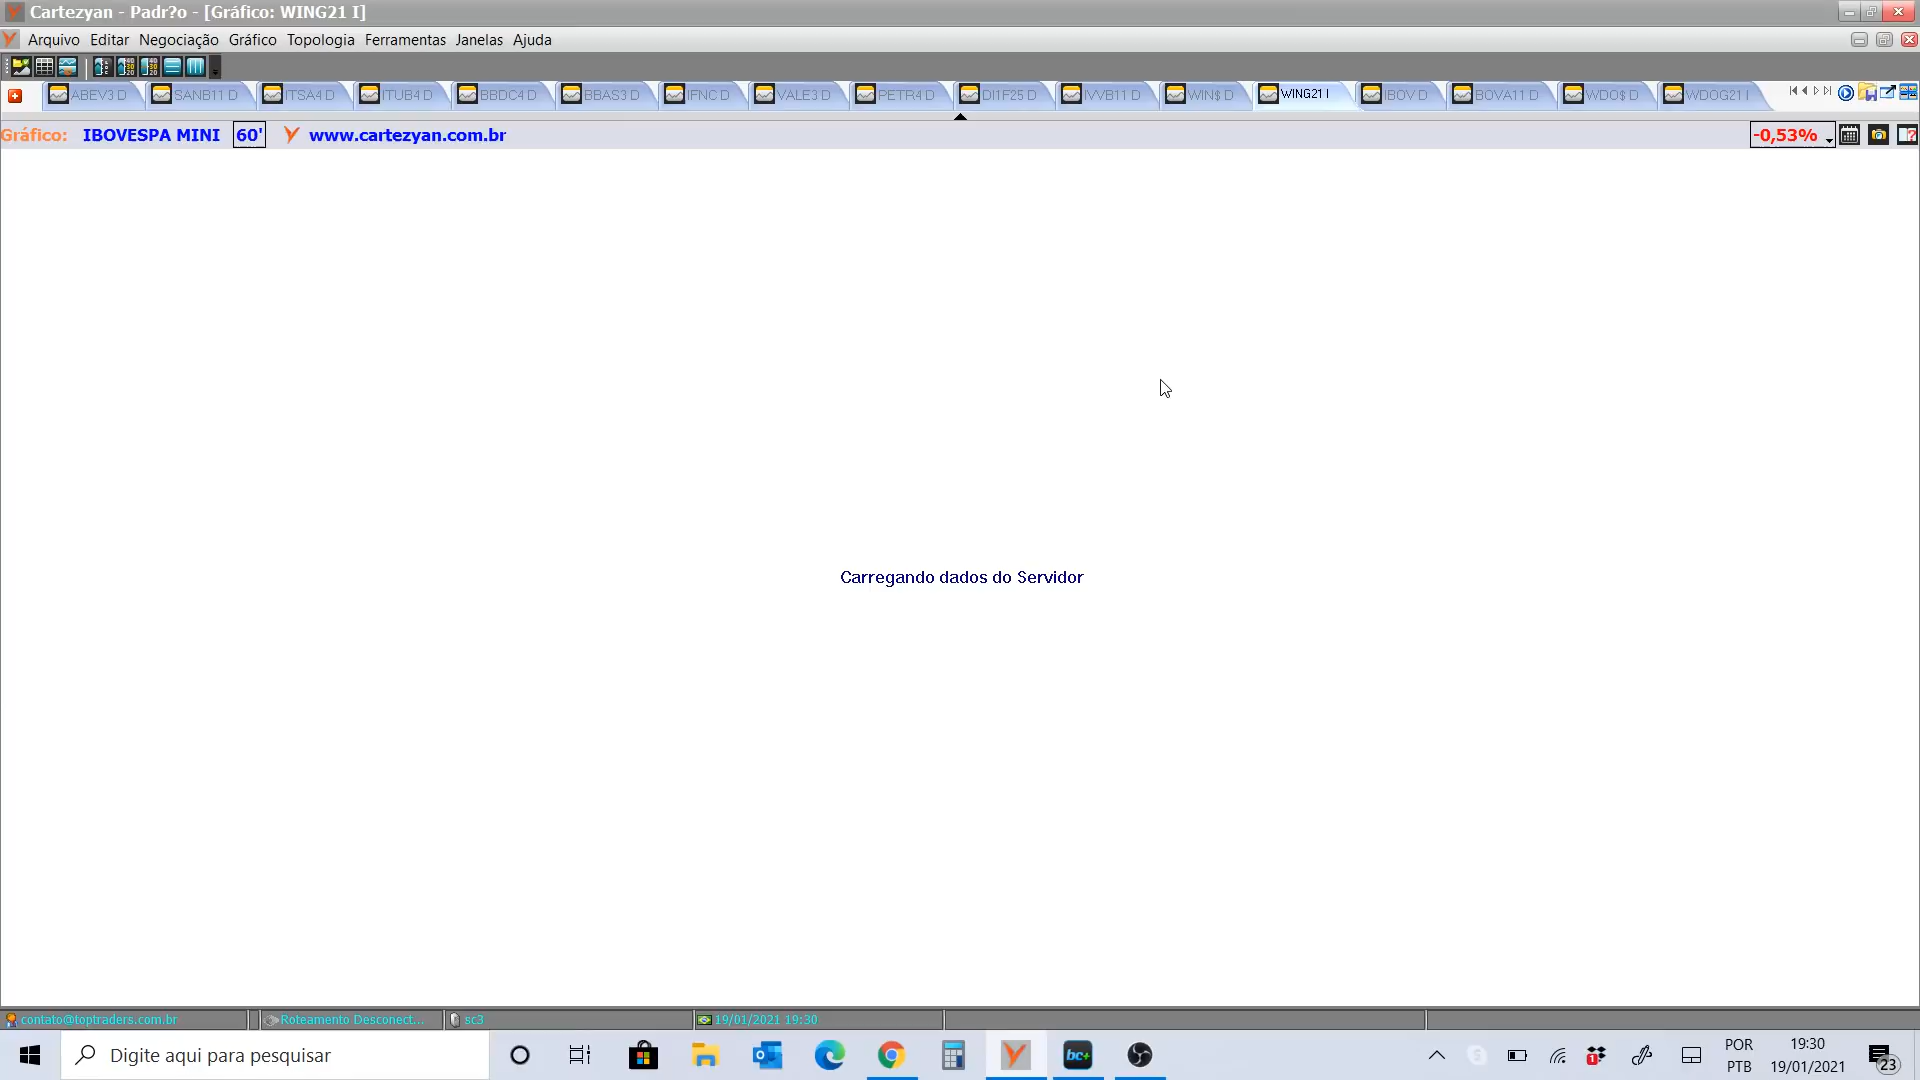 Cartezyan - Padr?o - [Gráfico: WING21 I]
Arquivo Editar Negociação Gráfico Topologia Ferramentas Janelas Ajuda
ABEV3 D SANB11 D ITSA4 D ITUB4 D BBDC4 D BBAS3 D IFNC D VALE3 D PETR4 D DI1F25 D IVVB11 D WIN$ D WING21 I IBOV D BOVA11 D WDO$ D WDOG21 I
Gráfico: IBOVESPA MINI 60' www.cartezyan.com.br -0,53%
Carregando dados do Servidor
contato@toptraders.com.br Roteamento Desconect... sc3 19/01/2021 19:30
Digite aqui para pesquisar
bc+
1
POR
PTB
19:30
19/01/2021
23